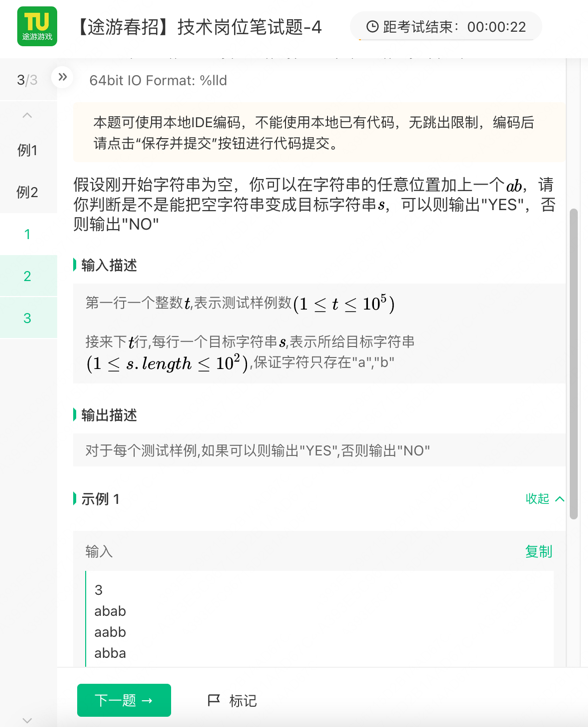 TU
途游游戏
【途游春招】技术岗位笔试题-4
距考试结束：00:00:22
3/3
64bit IO Format: %lld
例1
例2
1
2
3
本题可使用本地IDE编码，不能使用本地已有代码，无跳出限制，编码后
请点击“保存并提交”按钮进行代码提交。
假设刚开始字符串为空，你可以在字符串的任意位置加上一个ab，请
你判断是不是能把空字符串变成目标字符串s，可以则输出"YES"，否
则输出"NO"
输入描述
第一行一个整数t,表示测试样例数(1 ≤ t ≤ 10^5)
接来下t行,每行一个目标字符串s,表示所给目标字符串
(1 ≤ s.length ≤ 10^2),保证字符只存在"a","b"
输出描述
对于每个测试样例,如果可以则输出"YES",否则输出"NO"
示例 1
收起
输入
复制
3
abab
aabb
abba
下一题 →
标记